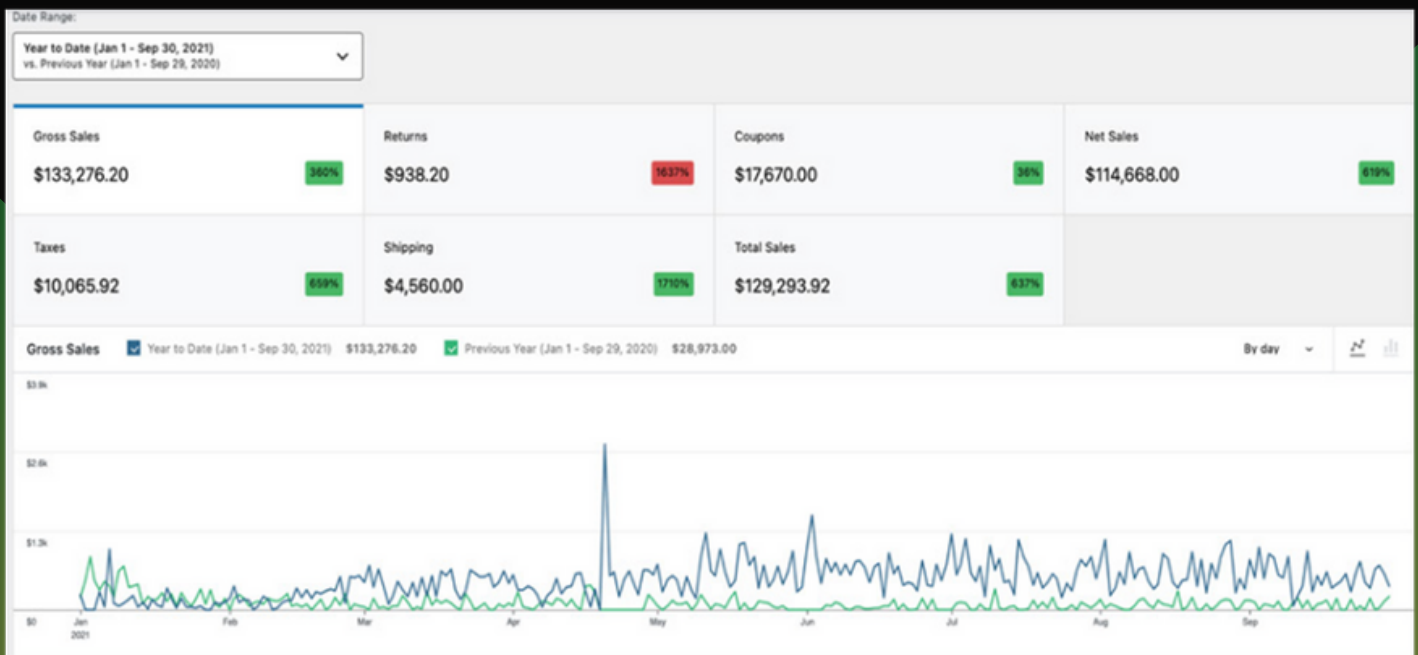 Date Range:
Year to Date (Jan 1 - Sep 30, 2021)
vs. Previous Year (Jan 1 - Sep 29, 2020)
Gross Sales
$133,276.20 360%
Returns
$938.20 1637%
Coupons
$17,670.00 36%
Net Sales
$114,668.00 619%
Taxes
$10,065.92 659%
Shipping
$4,560.00 1710%
Total Sales
$129,293.92 637%
Gross Sales Year to Date (Jan 1 - Sep 30, 2021) $133,276.20 Previous Year (Jan 1 - Sep 29, 2020) $28,973.00 By day
$3.9k
$2.6k
$1.3k
$0 Jan Feb Mar Apr May Jun Jul Aug Sep
2021